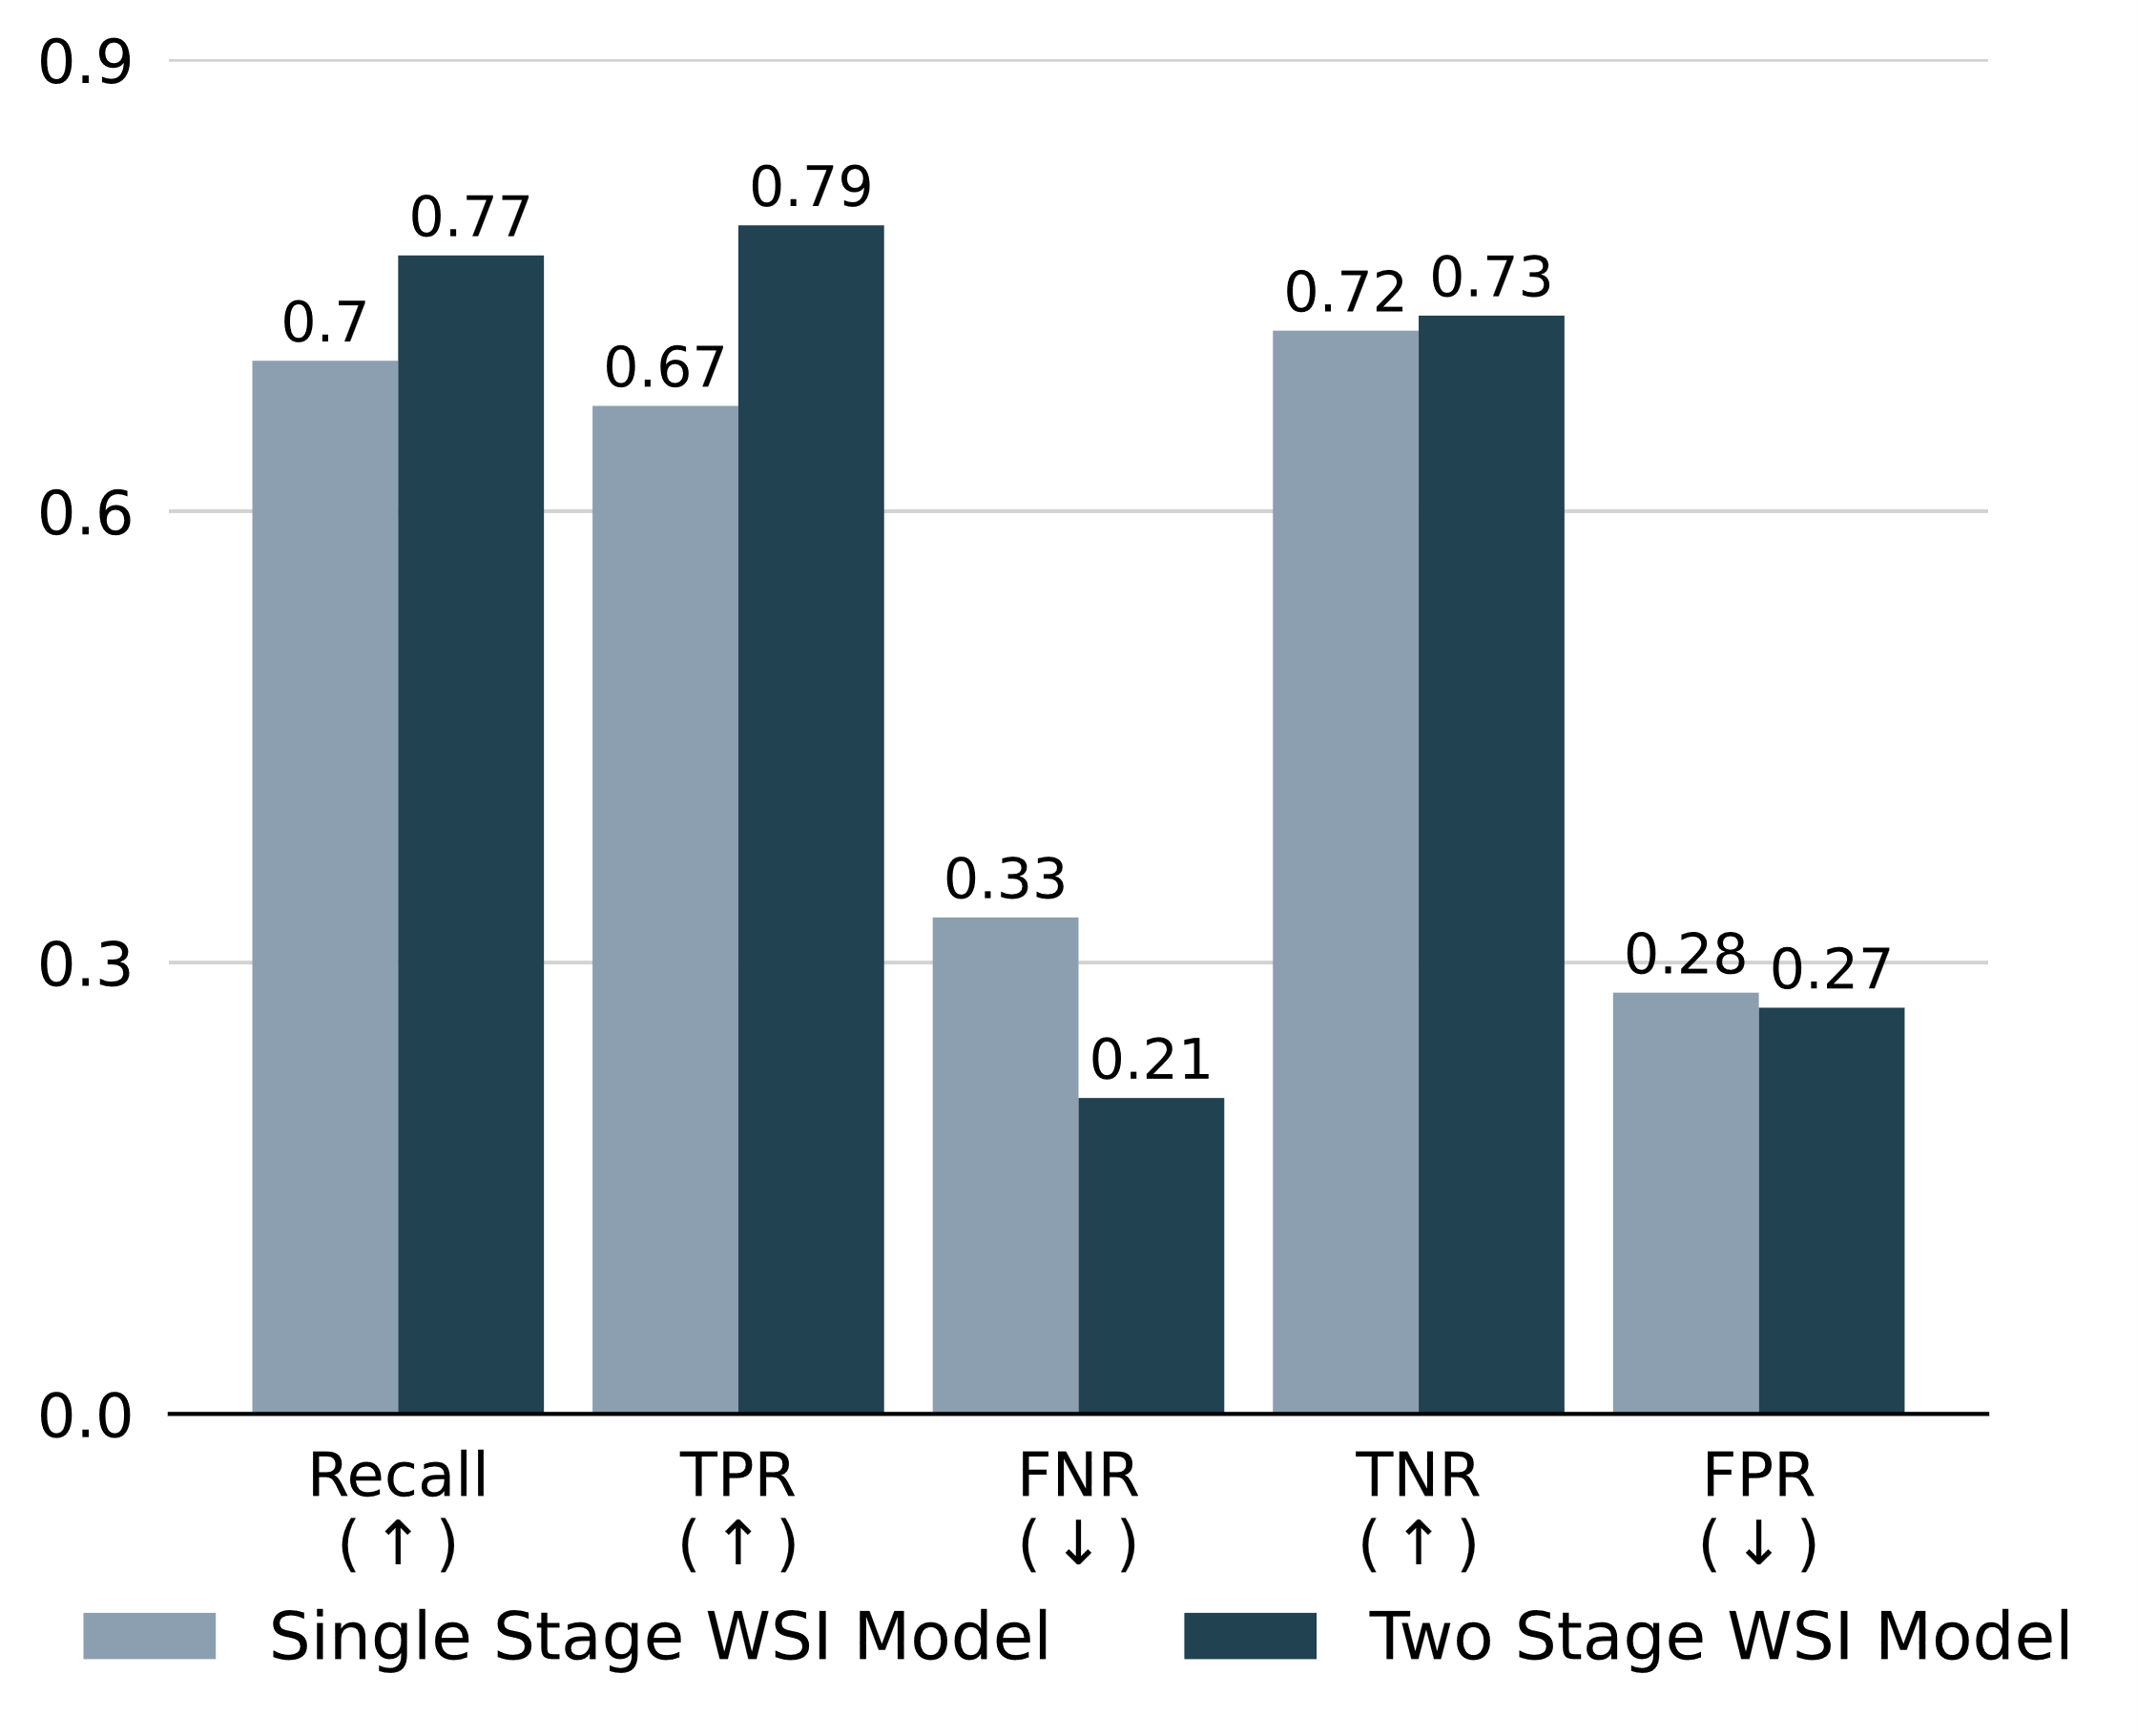 0.9
0.6
0.3
0.0
0.7
0.77
0.67
0.79
0.33
0.21
0.72
0.73
0.28
0.27
Recall
(↑)
TPR
(↑)
FNR
(↓)
TNR
(↑)
FPR
(↓)
Single Stage WSI Model
Two Stage WSI Model